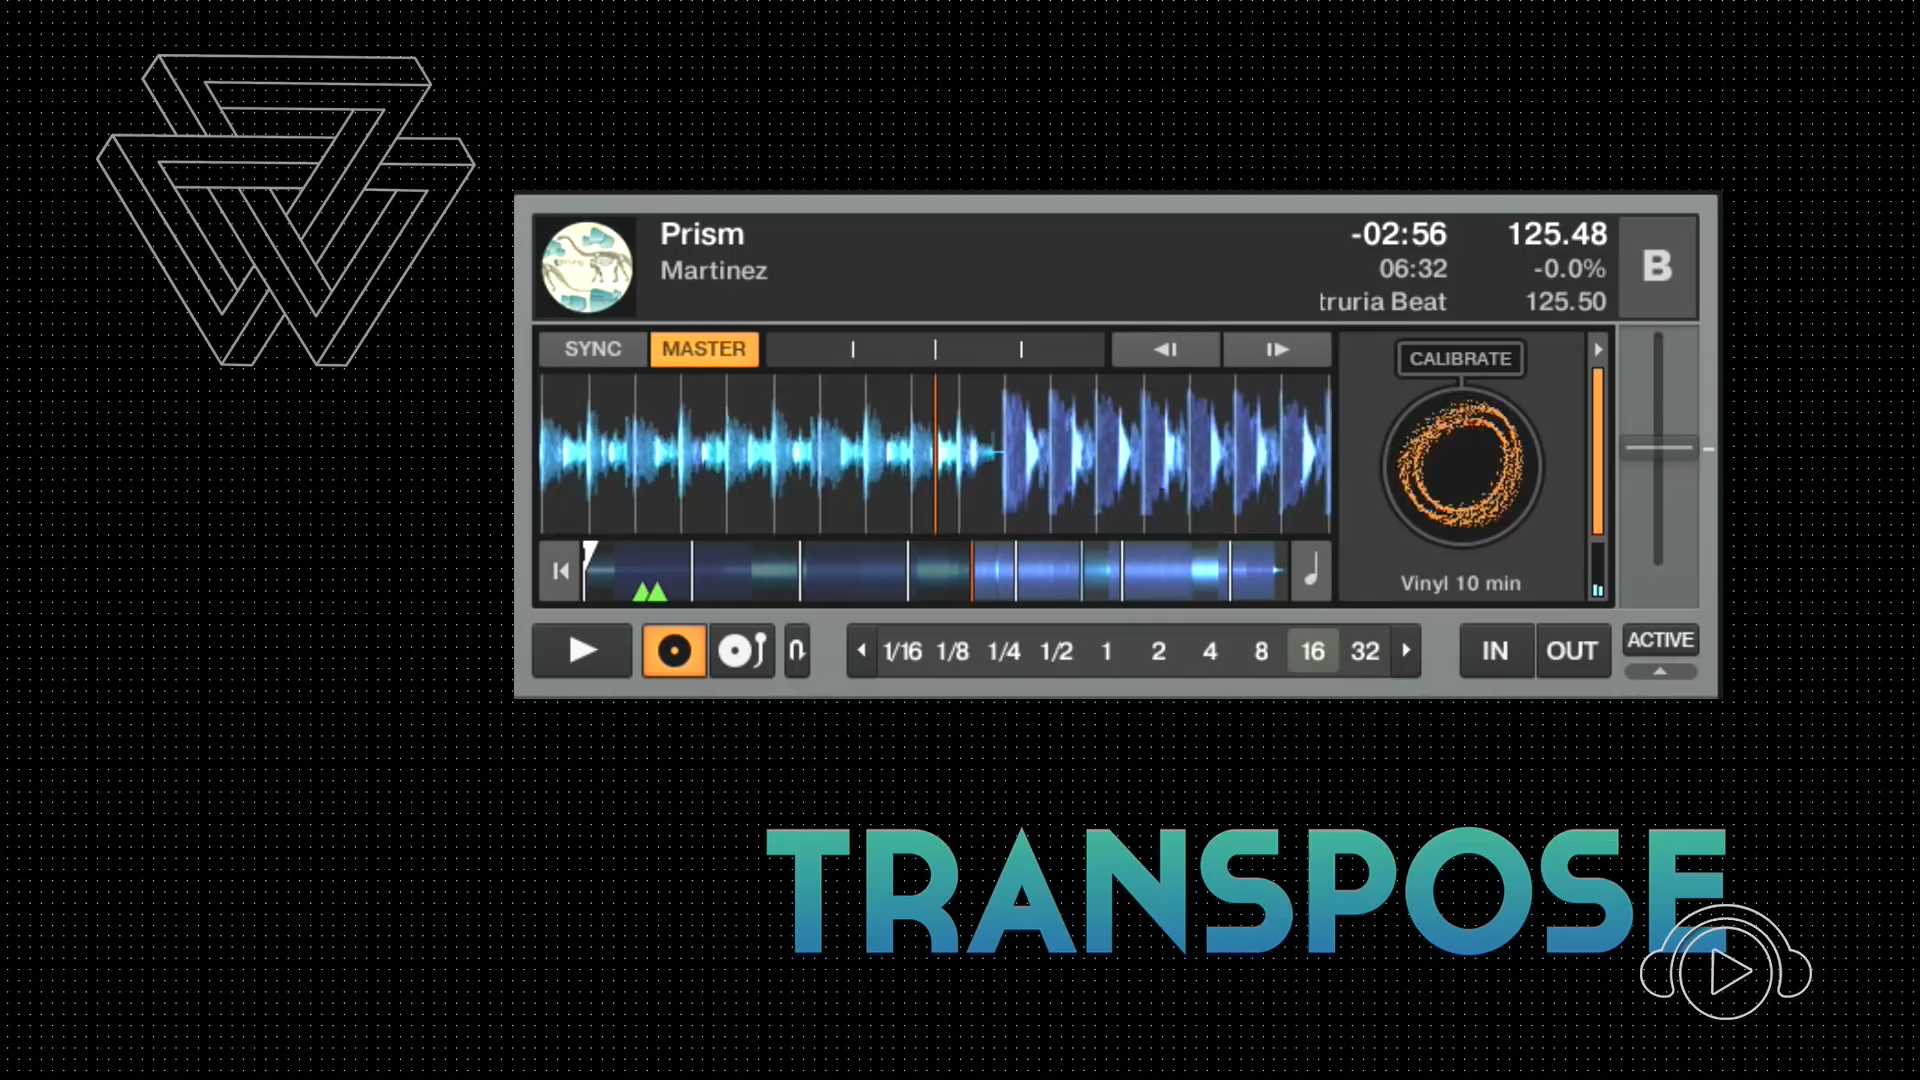 Prism
Martinez
-02:56
125.48
06:32
-0.0%
truria Beat
125.50
B
SYNC
MASTER
CALIBRATE
Vinyl 10 min
1/16 1/8 1/4 1/2 1 2 4 8 16 32
IN
OUT
ACTIVE
TRANSPOSE